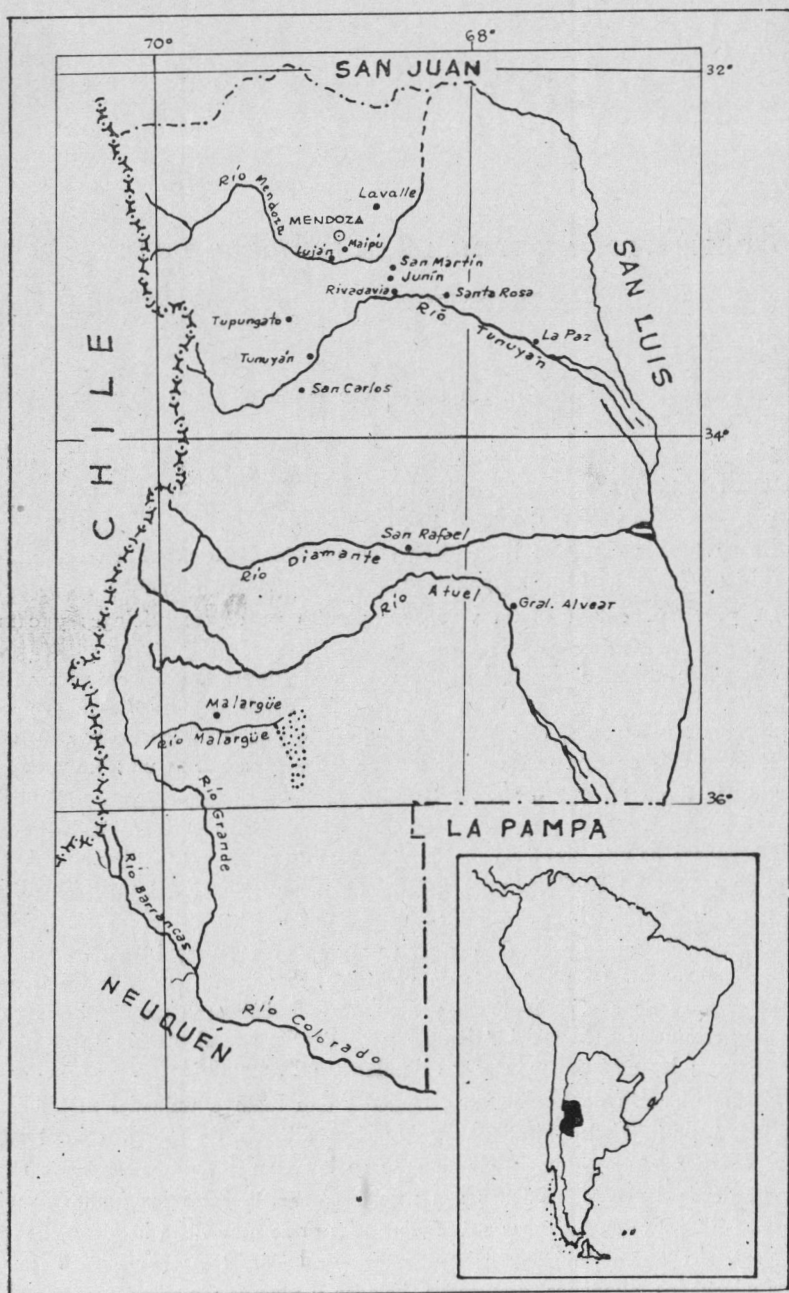 70°
68°
SAN JUAN
32°
Río Mendoza
Lavalle
MENDOZA
Maipú
Luján
San Martín
Junín
Rivadavia
Santa Rosa
SAN LUIS
Tupungato
Río Tunuyán
La Paz
Tunuyán
San Carlos
CHILE
34°
San Rafael
Río Diamante
Río Atuel
Gral. Alvear
Malargüe
Río Malargüe
36°
Río Grande
LA PAMPA
Río Barrancas
NEUQUÉN
Río Colorado